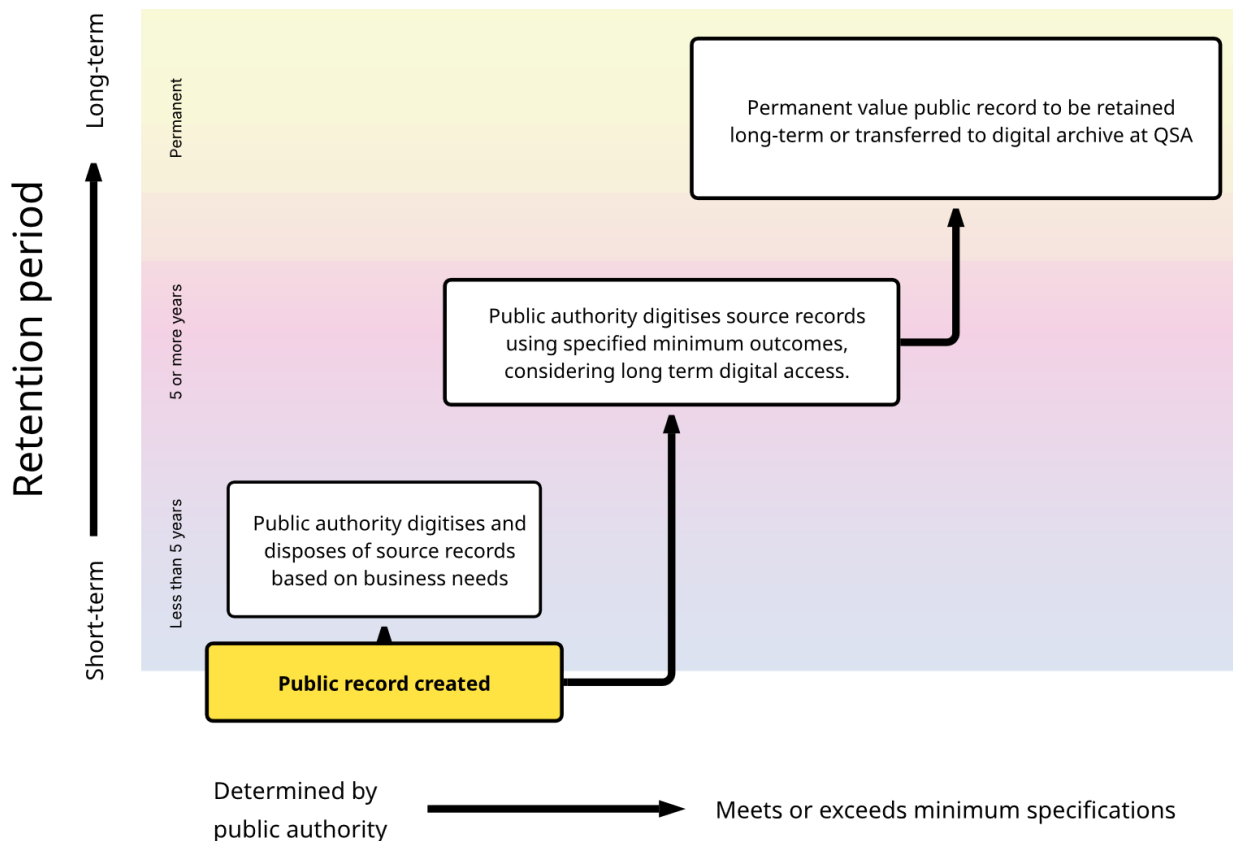 Long-term
Permanent
Permanent value public record to be retained
long-term or transferred to digital archive at QSA
Retention period
5 or more years
Public authority digitises source records
using specified minimum outcomes,
considering long term digital access.
Less than 5 years
Public authority digitises and
disposes of source records
based on business needs
Short-term
Public record created
Determined by
public authority
Meets or exceeds minimum specifications